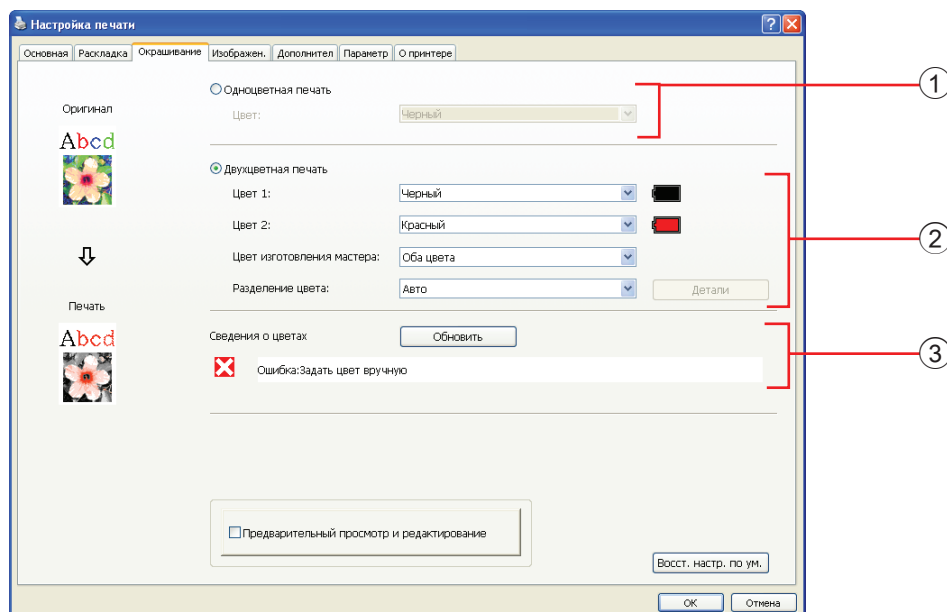 Настройка печати
Основная Раскладка Окрашивание Изображен. Дополнител Параметр О принтере
Оригинал
Abcd
Печать
Abcd
Одноцветная печать
Цвет: Черный
Двухцветная печать
Цвет 1: Черный
Цвет 2: Красный
Цвет изготовления мастера: Оба цвета
Разделение цвета: Авто Детали
Сведения о цветах Обновить
Ошибка:Задать цвет вручную
Предварительный просмотр и редактирование
Восст. настр. по ум.
OK Отмена
1
2
3